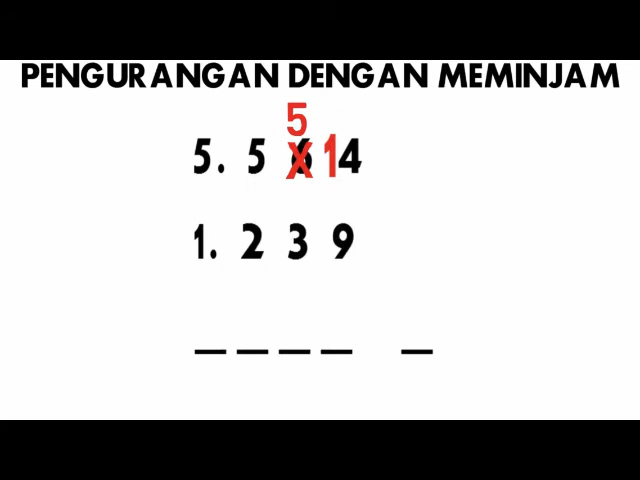 PENGURANGAN DENGAN MEMINJAM
5
5. 5 6 14
1. 2 3 9
_ _ _ _ _